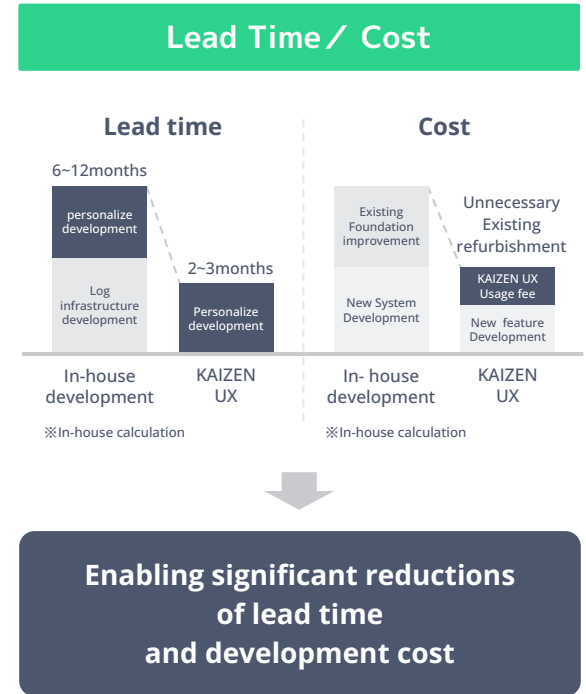 Lead Time／ Cost
Lead time
6~12months
personalize
development
Log
infrastructure
development
2~3months
Personalize
development
In-house
development
KAIZEN
UX
※In-house calculation
Cost
Existing
Foundation
improvement
New System
Development
Unnecessary
Existing
refurbishment
KAIZEN UX
Usage fee
New feature
Development
In- house
development
KAIZEN
UX
※In-house calculation
Enabling significant reductions
of lead time
and development cost